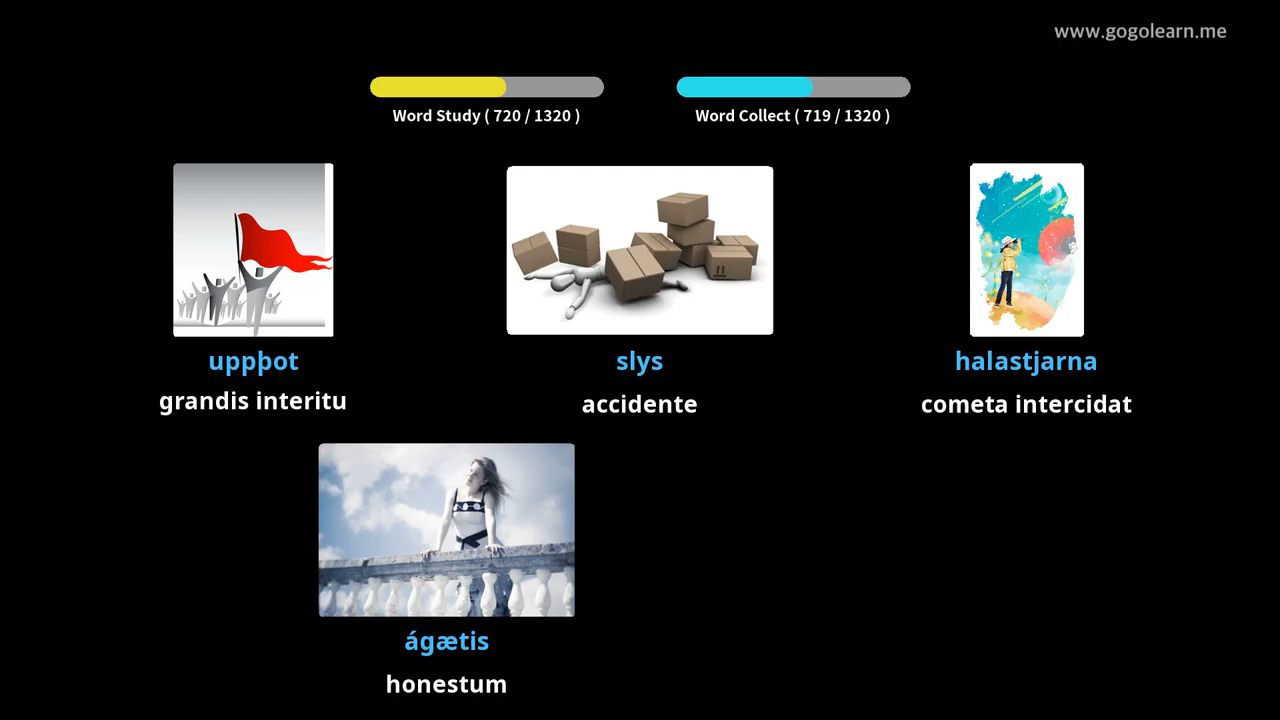 www.gogolearn.me
Word Study ( 720 / 1320 )
Word Collect ( 719 / 1320 )
uppþot
slys
halastjarna
grandis interitu
accidente
cometa intercidat
ágætis
honestum